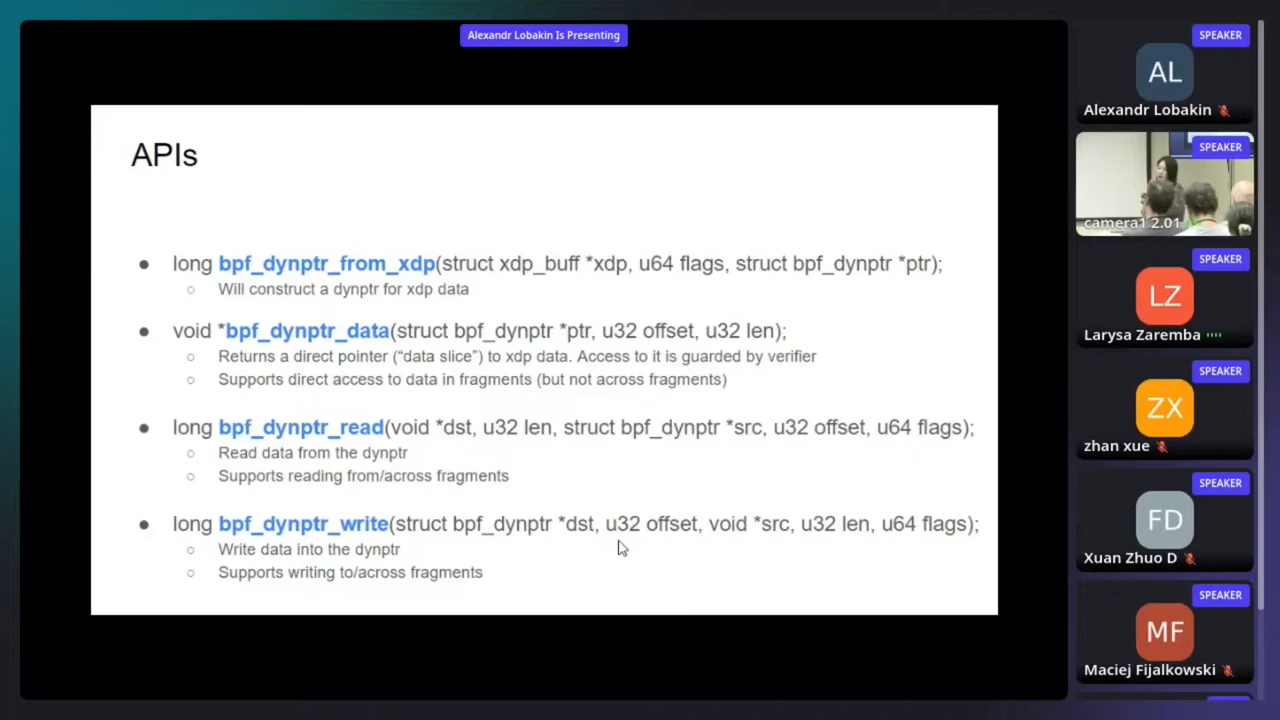 Alexandr Lobakin Is Presenting
APIs
● long bpf_dynptr_from_xdp(struct xdp_buff *xdp, u64 flags, struct bpf_dynptr *ptr);
○ Will construct a dynptr for xdp data
● void *bpf_dynptr_data(struct bpf_dynptr *ptr, u32 offset, u32 len);
○ Returns a direct pointer (“data slice”) to xdp data. Access to it is guarded by verifier
○ Supports direct access to data in fragments (but not across fragments)
● long bpf_dynptr_read(void *dst, u32 len, struct bpf_dynptr *src, u32 offset, u64 flags);
○ Read data from the dynptr
○ Supports reading from/across fragments
● long bpf_dynptr_write(struct bpf_dynptr *dst, u32 offset, void *src, u32 len, u64 flags);
○ Write data into the dynptr
○ Supports writing to/across fragments
SPEAKER
AL
Alexandr Lobakin
SPEAKER
camera1 2.01
SPEAKER
LZ
Larysa Zaremba
SPEAKER
ZX
zhan xue
SPEAKER
FD
Xuan Zhuo D
SPEAKER
MF
Maciej Fijalkowski